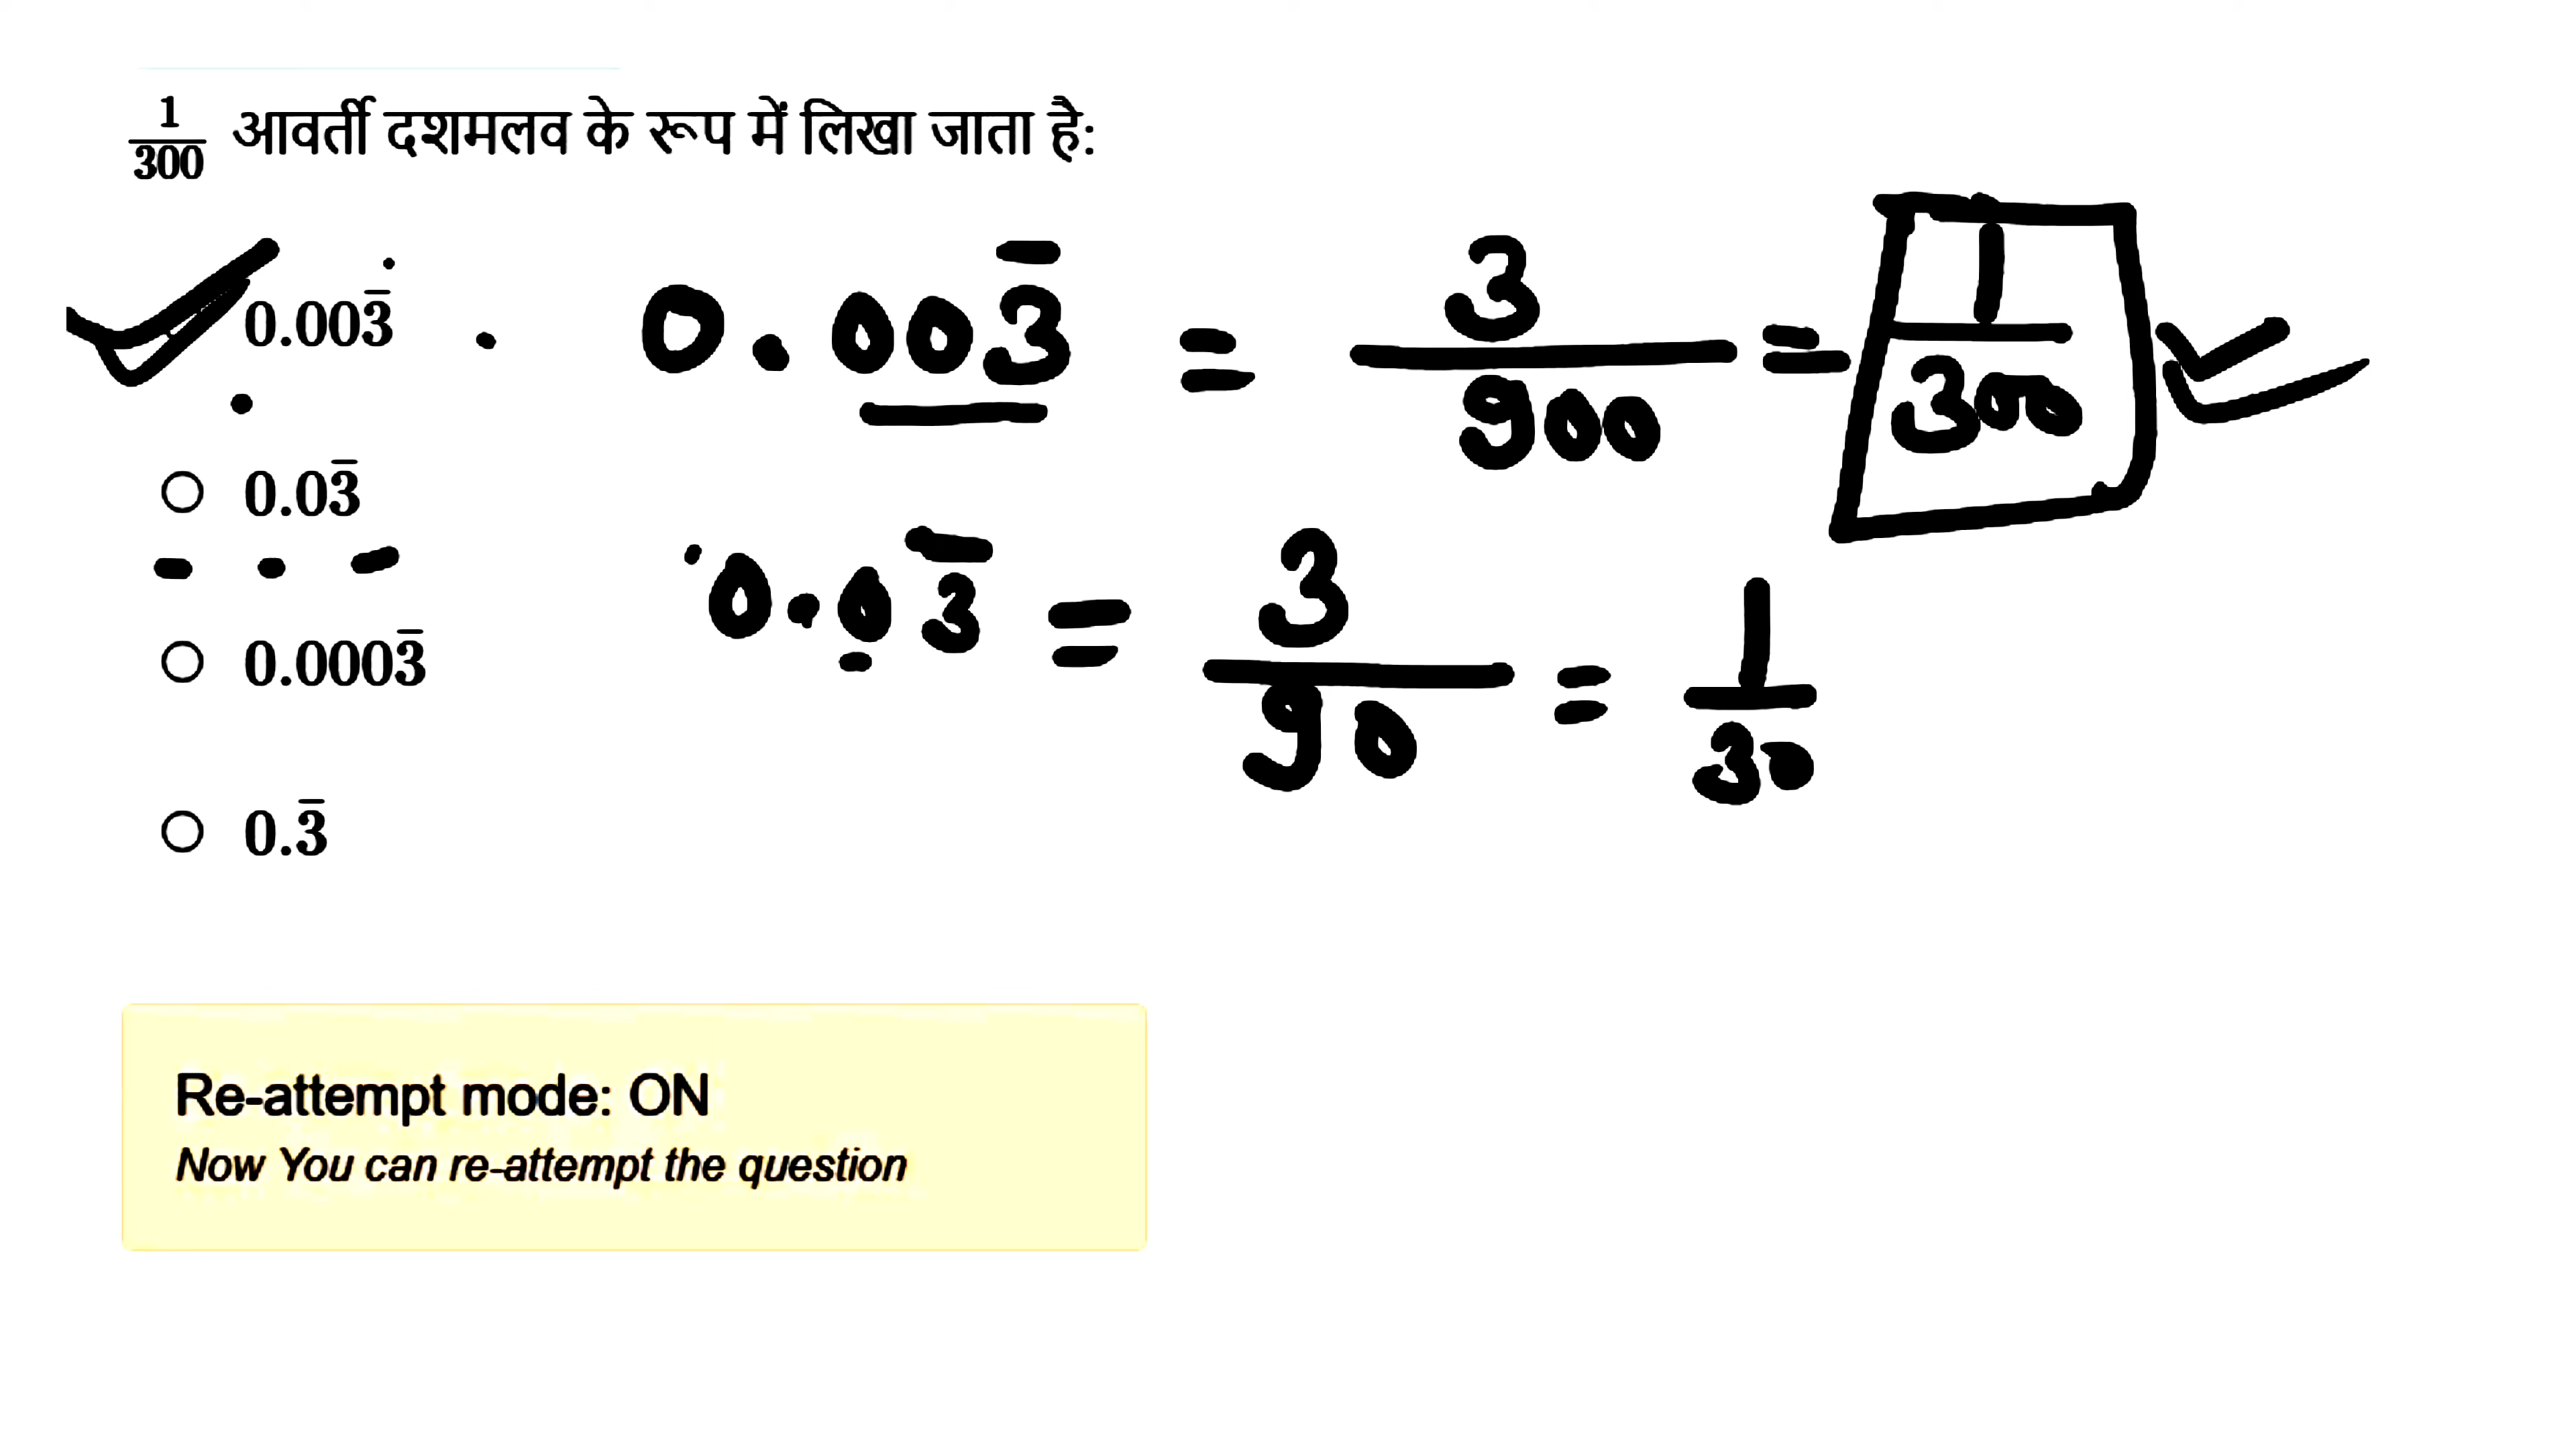 1/300 आवर्ती दशमलव के रूप में लिखा जाता है:
0.003̅
0.003̅ = 3/900 = 1/300
0.03̅
0.03̅ = 3/90 = 1/30
0.0003̅
0.3̅
Re-attempt mode: ON
Now You can re-attempt the question